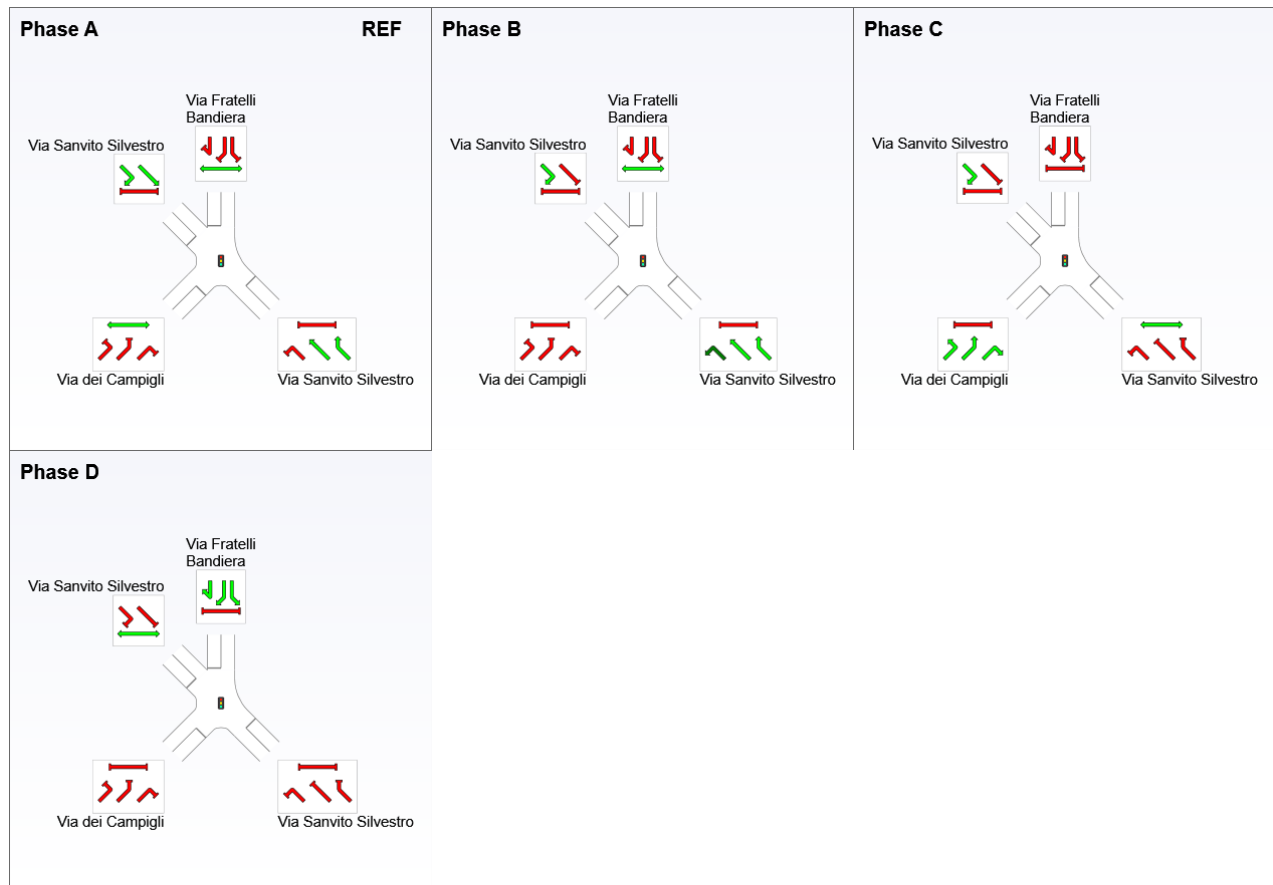 Phase A
REF
Via Fratelli
Bandiera
Via Sanvito Silvestro
Via dei Campigli
Via Sanvito Silvestro
Phase B
Via Fratelli
Bandiera
Via Sanvito Silvestro
Via dei Campigli
Via Sanvito Silvestro
Phase C
Via Fratelli
Bandiera
Via Sanvito Silvestro
Via dei Campigli
Via Sanvito Silvestro
Phase D
Via Fratelli
Bandiera
Via Sanvito Silvestro
Via dei Campigli
Via Sanvito Silvestro